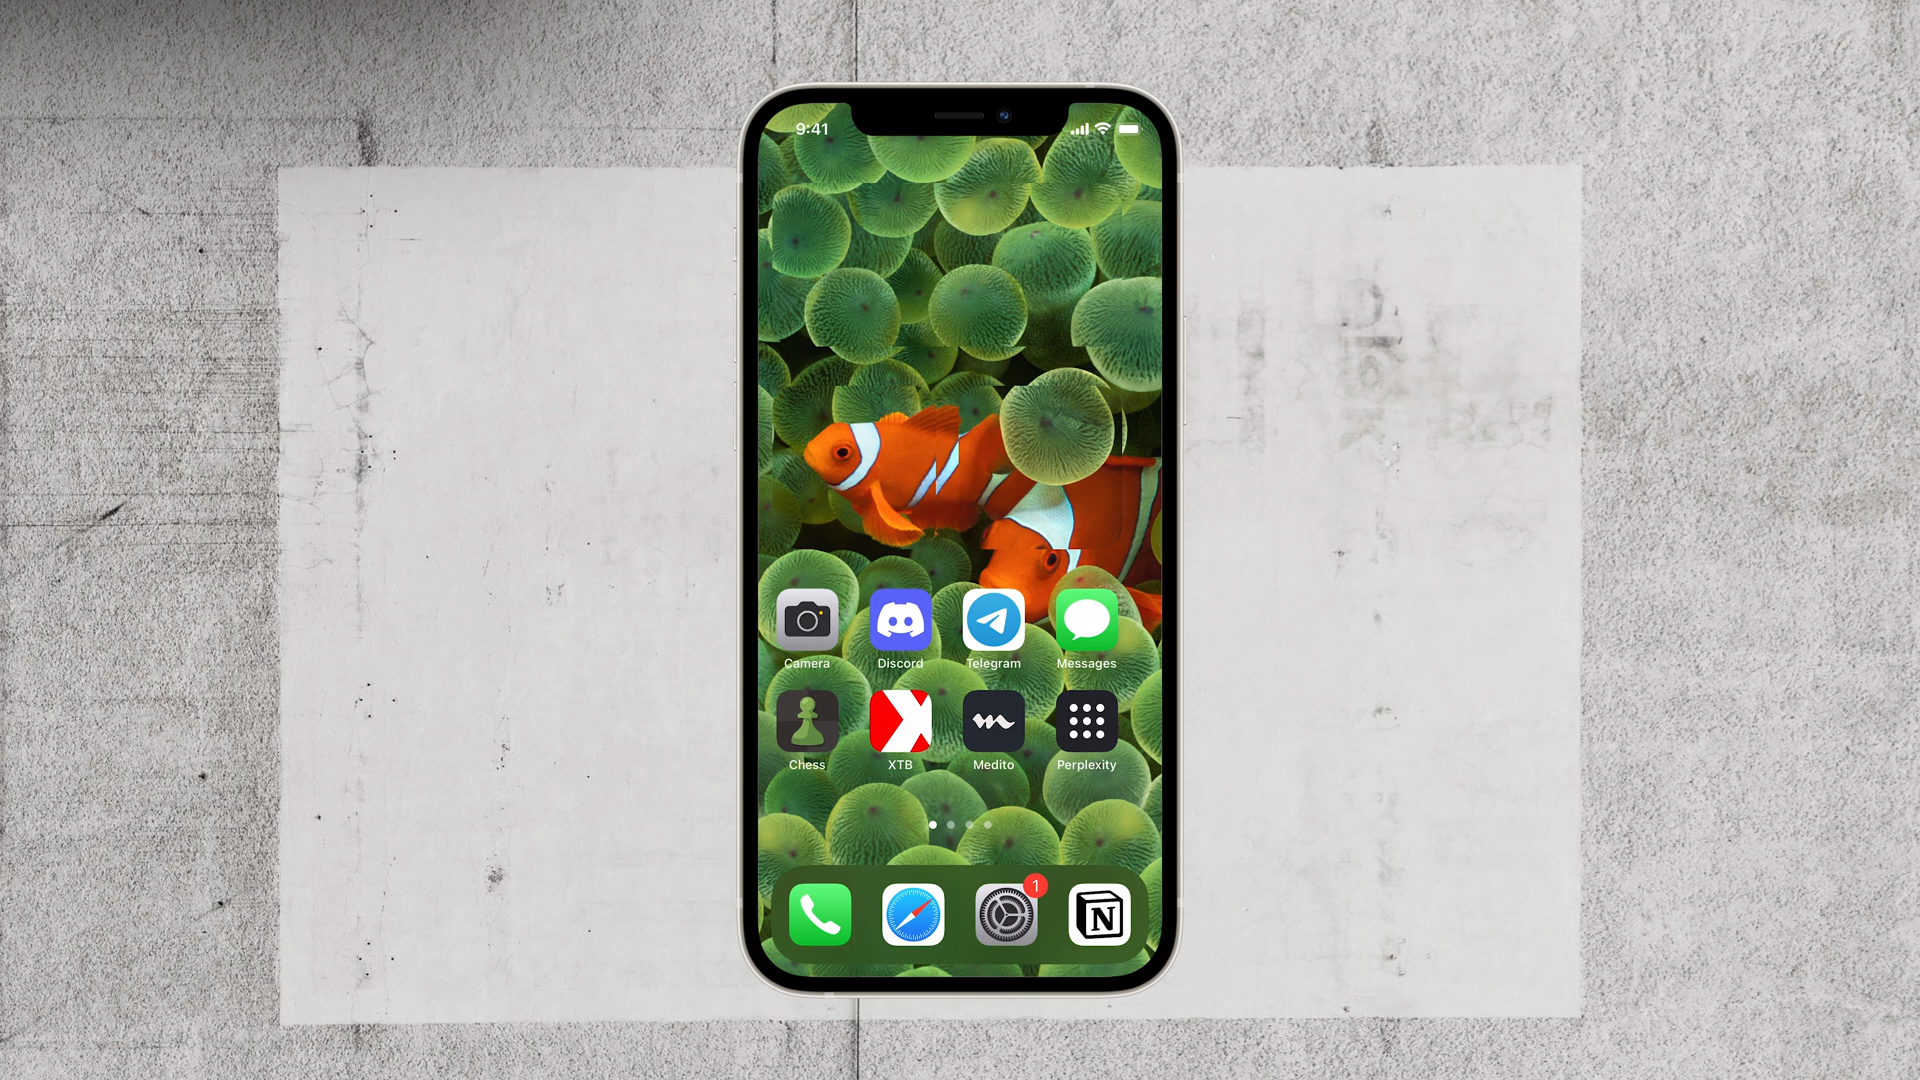 9:41
Camera Discord Telegram Messages
Chess XTB Medito Perplexity
1
N